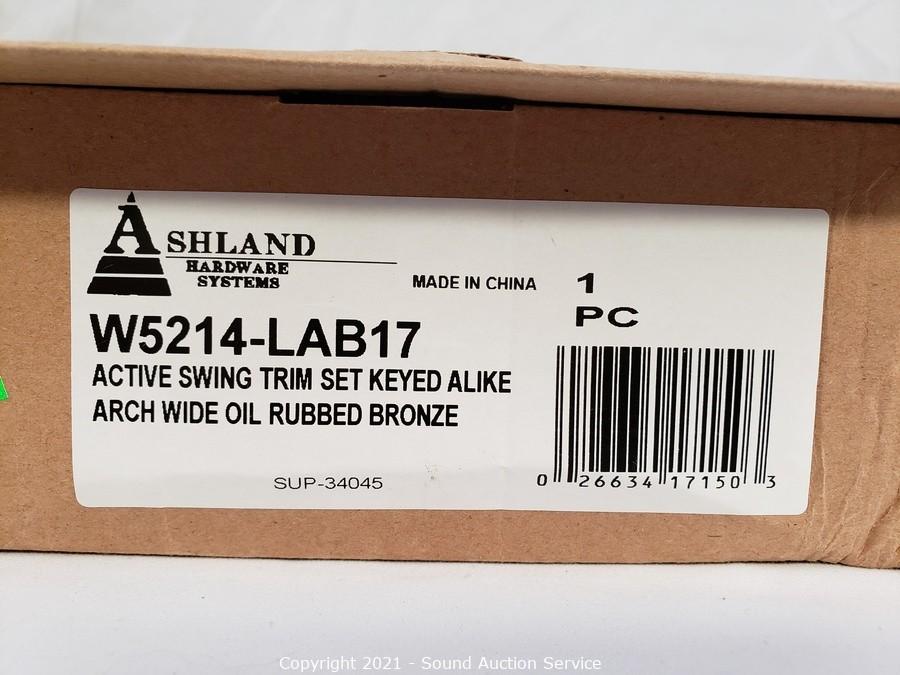 ASHLAND
HARDWARE
SYSTEMS
MADE IN CHINA
1
PC
W5214-LAB17
ACTIVE SWING TRIM SET KEYED ALIKE
ARCH WIDE OIL RUBBED BRONZE
SUP-34045
0 26634 17150 3
Copyright 2021 - Sound Auction Service